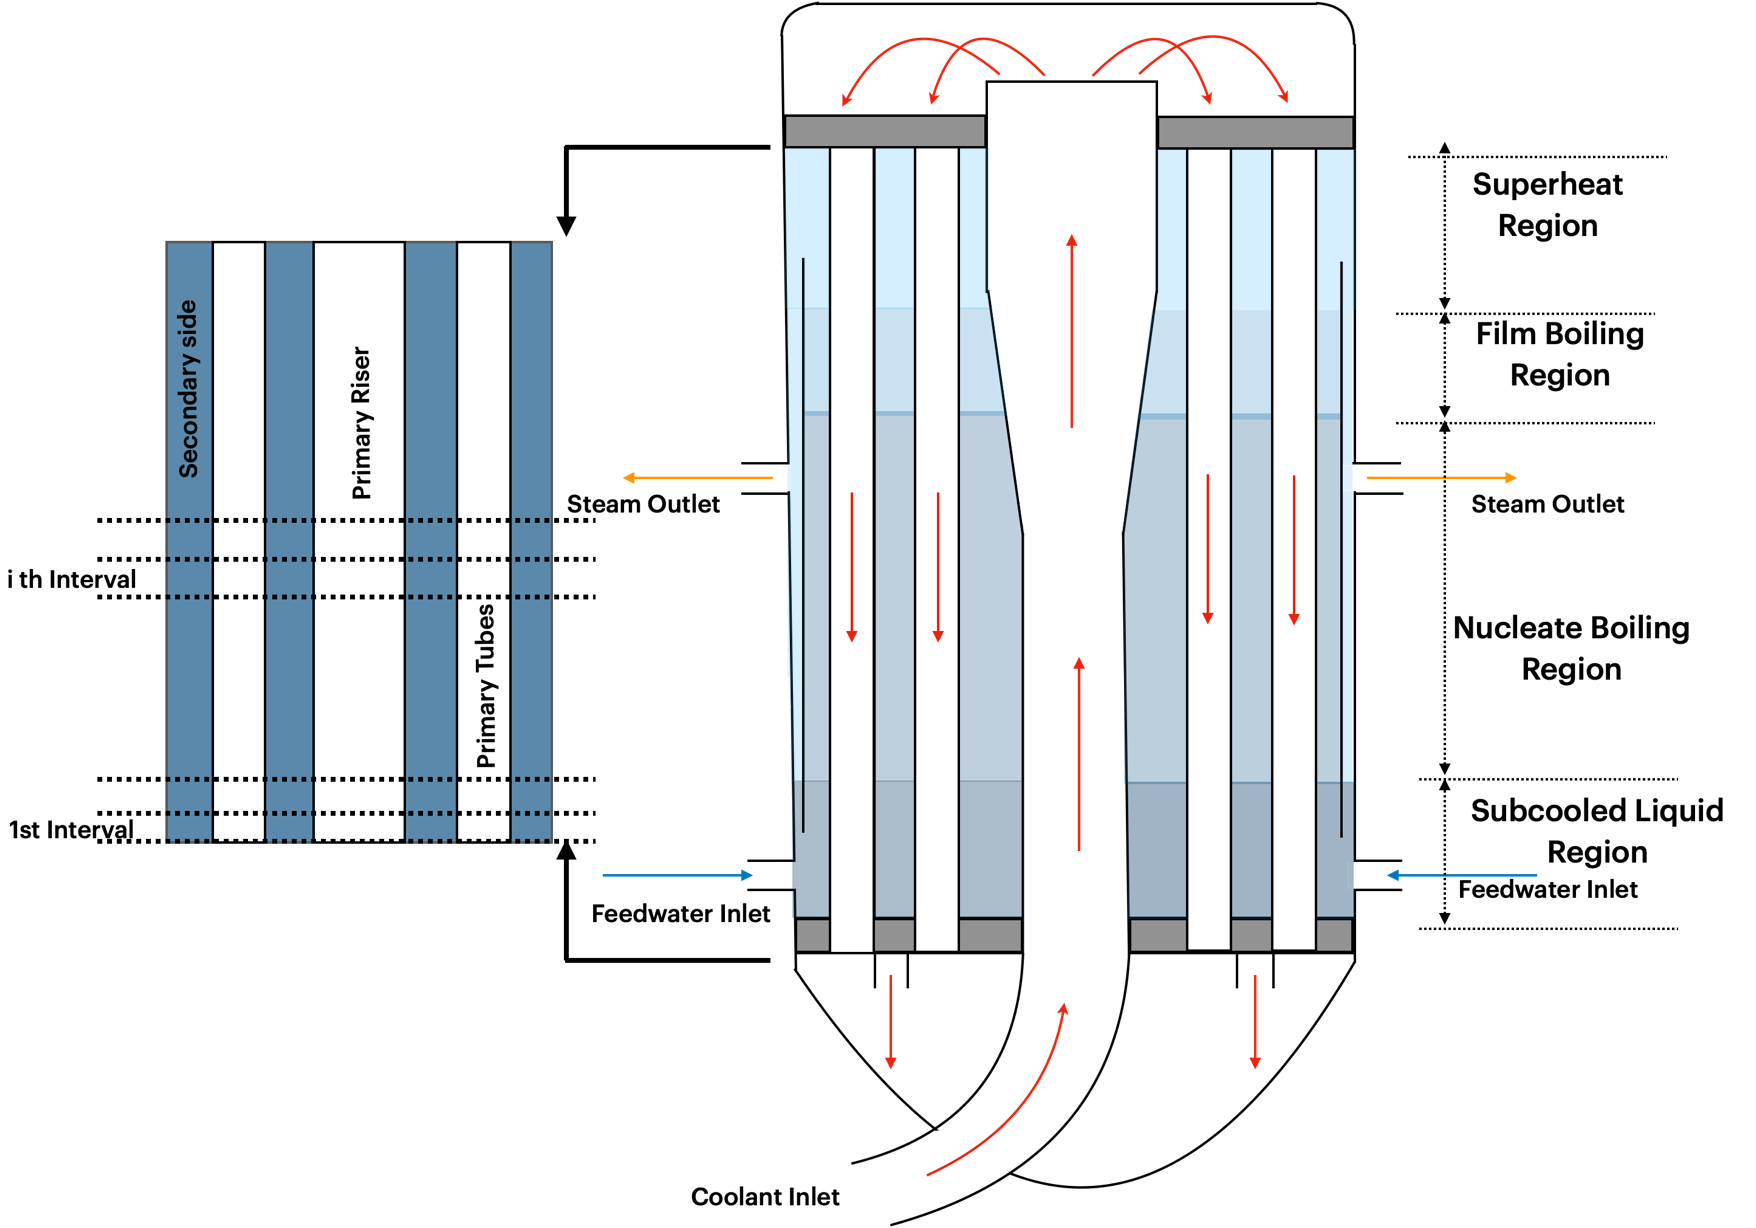 Superheat
Region
Film Boiling
Region
Secondary side
Primary Riser
Steam Outlet
Steam Outlet
i th Interval
Primary Tubes
Nucleate Boiling
Region
1st Interval
Subcooled Liquid
Region
Feedwater Inlet
Feedwater Inlet
Coolant Inlet